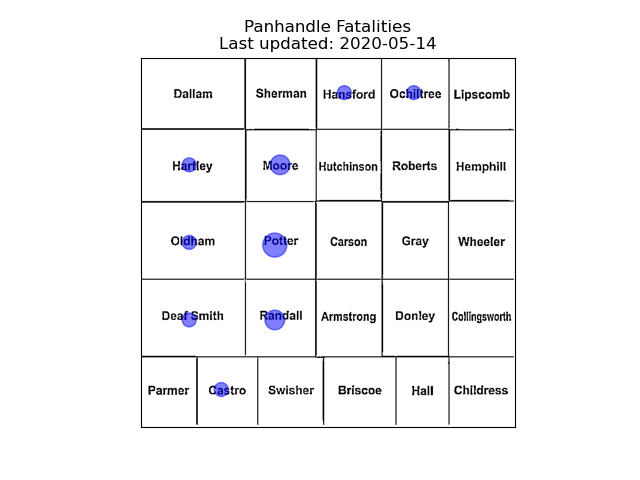 Panhandle Fatalities
Last updated: 2020-05-14
Dallam Sherman Hansford Ochiltree Lipscomb
Hartley Moore Hutchinson Roberts Hemphill
Oldham Potter Carson Gray Wheeler
Deaf Smith Randall Armstrong Donley Collingsworth
Parmer Castro Swisher Briscoe Hall Childress